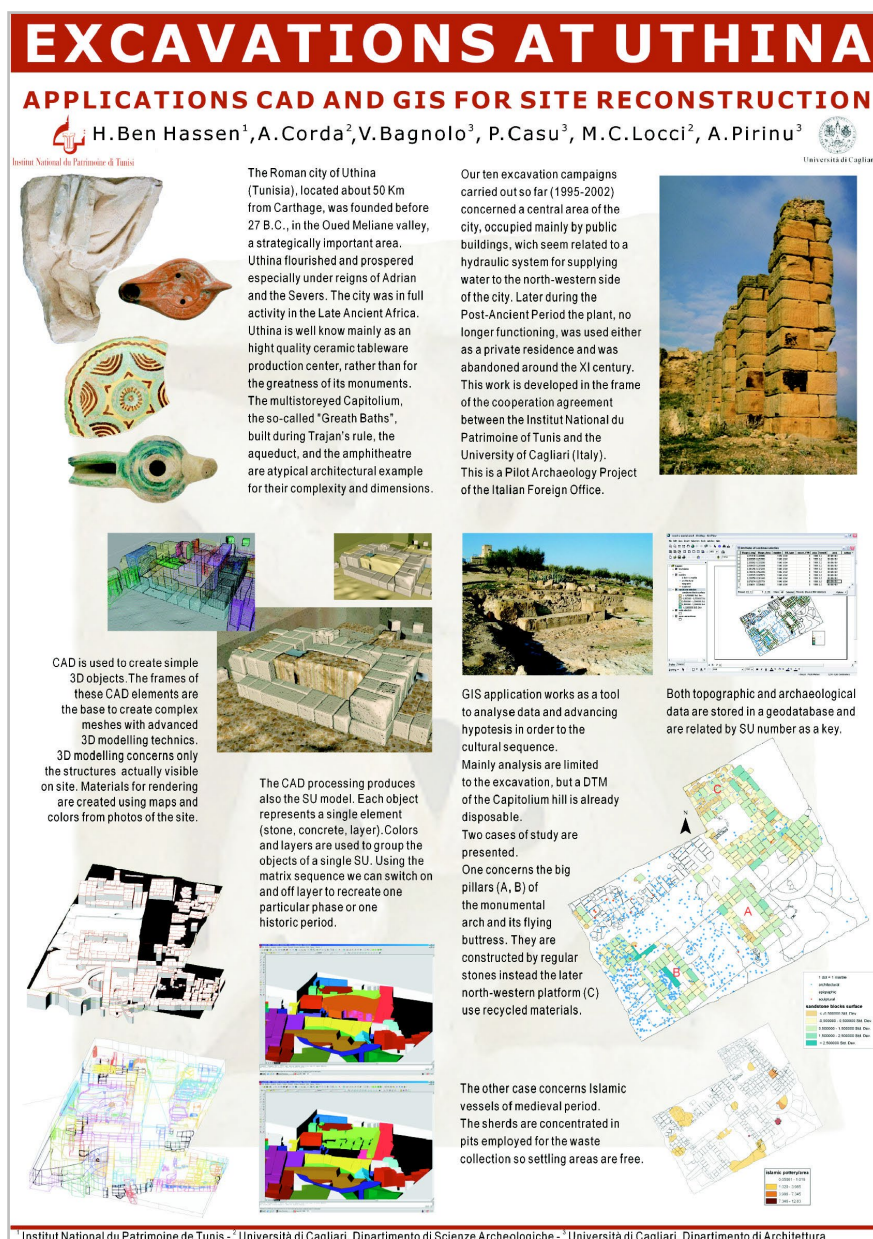 EXCAVATIONS AT UTHINA
APPLICATIONS CAD AND GIS FOR SITE RECONSTRUCTION
H.Ben Hassen¹,A.Corda²,V.Bagnolo³, P.Casu³, M.C.Locci², A.Pirinu³
Institut National du Patrimoine di Tunisi
Università di Cagliari
The Roman city of Uthina
(Tunisia), located about 50 Km
from Carthage, was founded before
27 B.C., in the Oued Meliane valley,
a strategically important area.
Uthina flourished and prospered
especially under reigns of Adrian
and the Severs. The city was in full
activity in the Late Ancient Africa.
Uthina is well know mainly as an
hight quality ceramic tableware
production center, rather than for
the greatness of its monuments.
The multistoreyed Capitolium,
the so-called "Greath Baths",
built during Trajan's rule, the
aqueduct, and the amphitheatre
are atypical architectural example
for their complexity and dimensions.
Our ten excavation campaigns
carried out so far (1995-2002)
concerned a central area of the
city, occupied mainly by public
buildings, wich seem related to a
hydraulic system for supplying
water to the north-western side
of the city. Later during the
Post-Ancient Period the plant, no
longer functioning, was used either
as a private residence and was
abandoned around the XI century.
This work is developed in the frame
of the cooperation agreement
between the Institut National du
Patrimoine of Tunis and the
University of Cagliari (Italy).
This is a Pilot Archaeology Project
of the Italian Foreign Office.
CAD is used to create simple
3D objects.The frames of
these CAD elements are
the base to create complex
meshes with advanced
3D modelling technics.
3D modelling concerns only
the structures actually visible
on site. Materials for rendering
are created using maps and
colors from photos of the site.
The CAD processing produces
also the SU model. Each object
represents a single element
(stone, concrete, layer).Colors
and layers are used to group the
objects of a single SU. Using the
matrix sequence we can switch on
and off layer to recreate one
particular phase or one
historic period.
GIS application works as a tool
to analyse data and advancing
hypotesis in order to the
cultural sequence.
Mainly analysis are limited
to the excavation, but a DTM
of the Capitolium hill is already
disposable.
Two cases of study are
presented.
One concerns the big
pillars (A, B) of
the monumental
arch and its flying
buttress. They are
constructed by regular
stones instead the later
north-western platform (C)
use recycled materials.
Both topographic and archaeological
data are stored in a geodatabase and
are related by SU number as a key.
N
C
A
B
architectural
epigraphic
sculptural
sandstone blocks surface
The other case concerns Islamic
vessels of medieval period.
The sherds are concentrated in
pits employed for the waste
collection so settling areas are free.
islamic pottery/area
¹ Institut National du Patrimoine de Tunis - ² Università di Cagliari, Dipartimento di Scienze Archeologiche - ³ Università di Cagliari, Dipartimento di Architettura